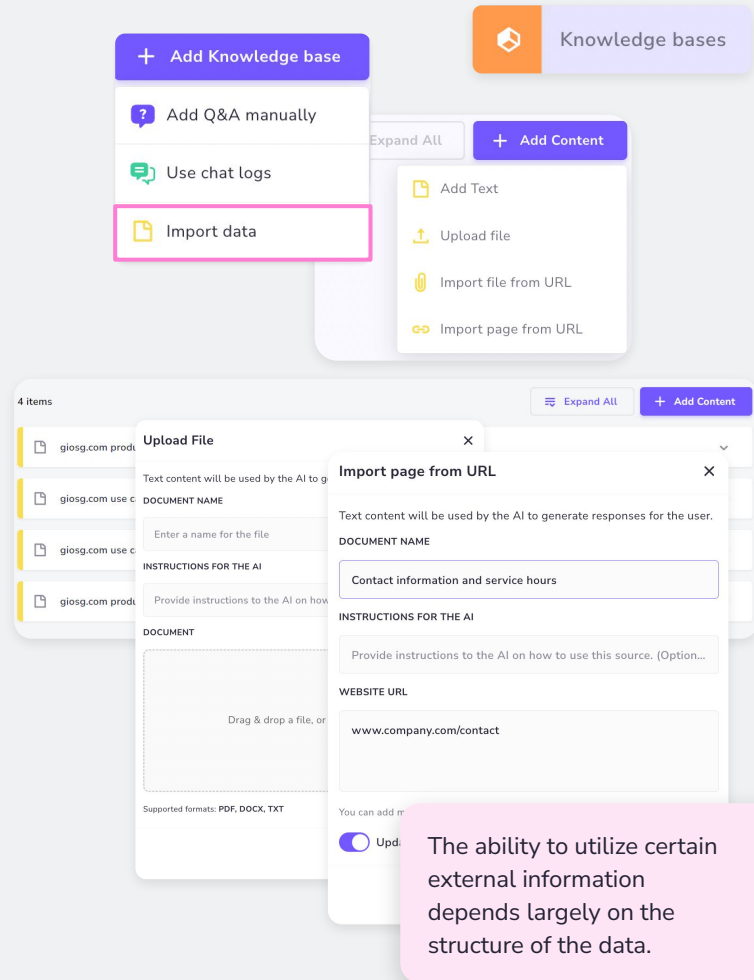 Knowledge bases
+ Add Knowledge base
Add Q&A manually
Use chat logs
Import data
Expand All
+ Add Content
Add Text
Upload file
Import file from URL
Import page from URL
4 items
Expand All
+ Add Content
giosg.com produ
giosg.com use c
giosg.com use c
giosg.com produ
Upload File
Text content will be used by the AI to g
DOCUMENT NAME
Enter a name for the file
INSTRUCTIONS FOR THE AI
Provide instructions to the AI on how
DOCUMENT
Drag & drop a file, or
Supported formats: PDF, DOCX, TXT
Import page from URL
Text content will be used by the AI to generate responses for the user.
DOCUMENT NAME
Contact information and service hours
INSTRUCTIONS FOR THE AI
Provide instructions to the AI on how to use this source. (Option...
WEBSITE URL
www.company.com/contact
You can add m
Upda
The ability to utilize certain
external information
depends largely on the
structure of the data.